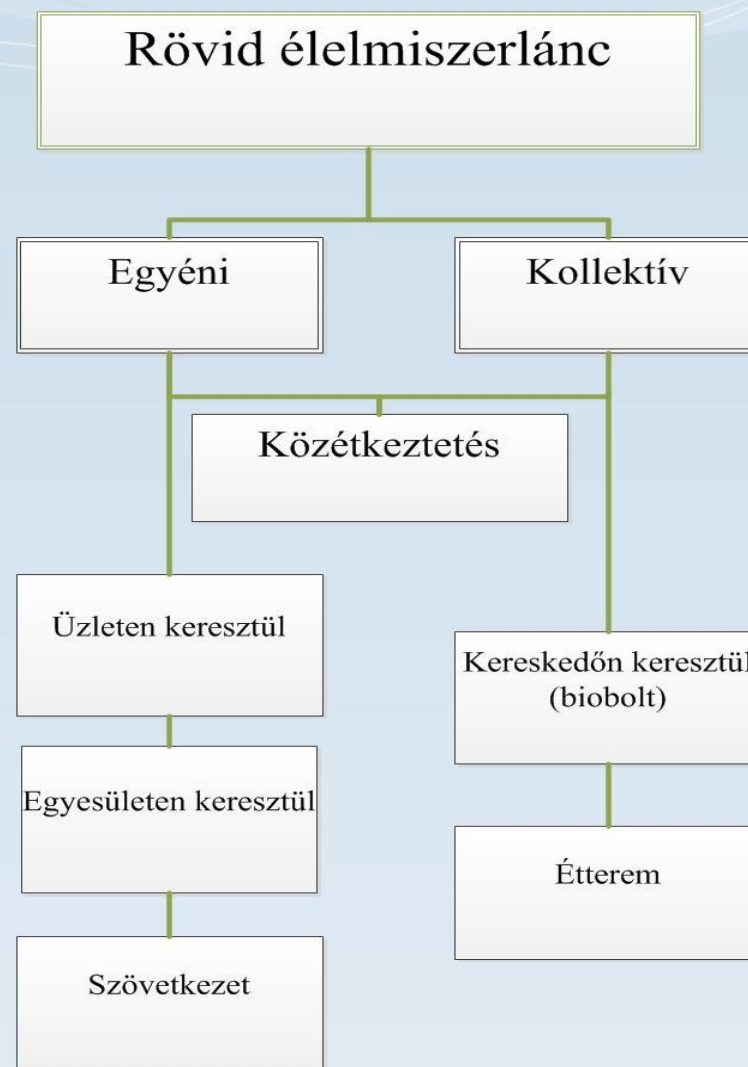 Rövid élelmiszerlánc
Egyéni
Kollektív
Közétkeztetés
Üzleten keresztül
Egyesületen keresztül
Szövetkezet
Kereskedőn keresztül
(biobolt)
Étterem